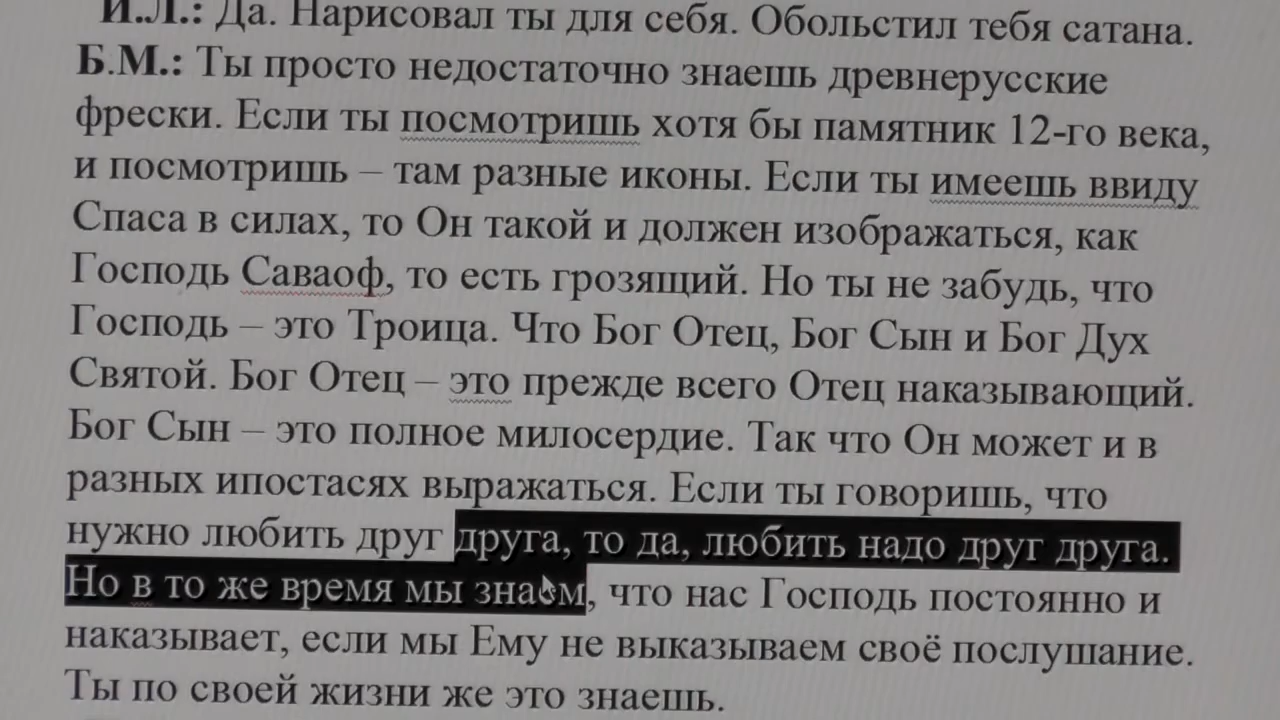 И.Л.: Да. Нарисовал ты для себя. Обольстил тебя сатана.
Б.М.: Ты просто недостаточно знаешь древнерусские
фрески. Если ты посмотришь хотя бы памятник 12-го века,
и посмотришь – там разные иконы. Если ты имеешь ввиду
Спаса в силах, то Он такой и должен изображаться, как
Господь Саваоф, то есть грозящий. Но ты не забудь, что
Господь – это Троица. Что Бог Отец, Бог Сын и Бог Дух
Святой. Бог Отец – это прежде всего Отец наказывающий.
Бог Сын – это полное милосердие. Так что Он может и в
разных ипостасях выражаться. Если ты говоришь, что
нужно любить друг друга, то да, любить надо друг друга.
Но в то же время мы знаем, что нас Господь постоянно и
наказывает, если мы Ему не выказываем своё послушание.
Ты по своей жизни же это знаешь.